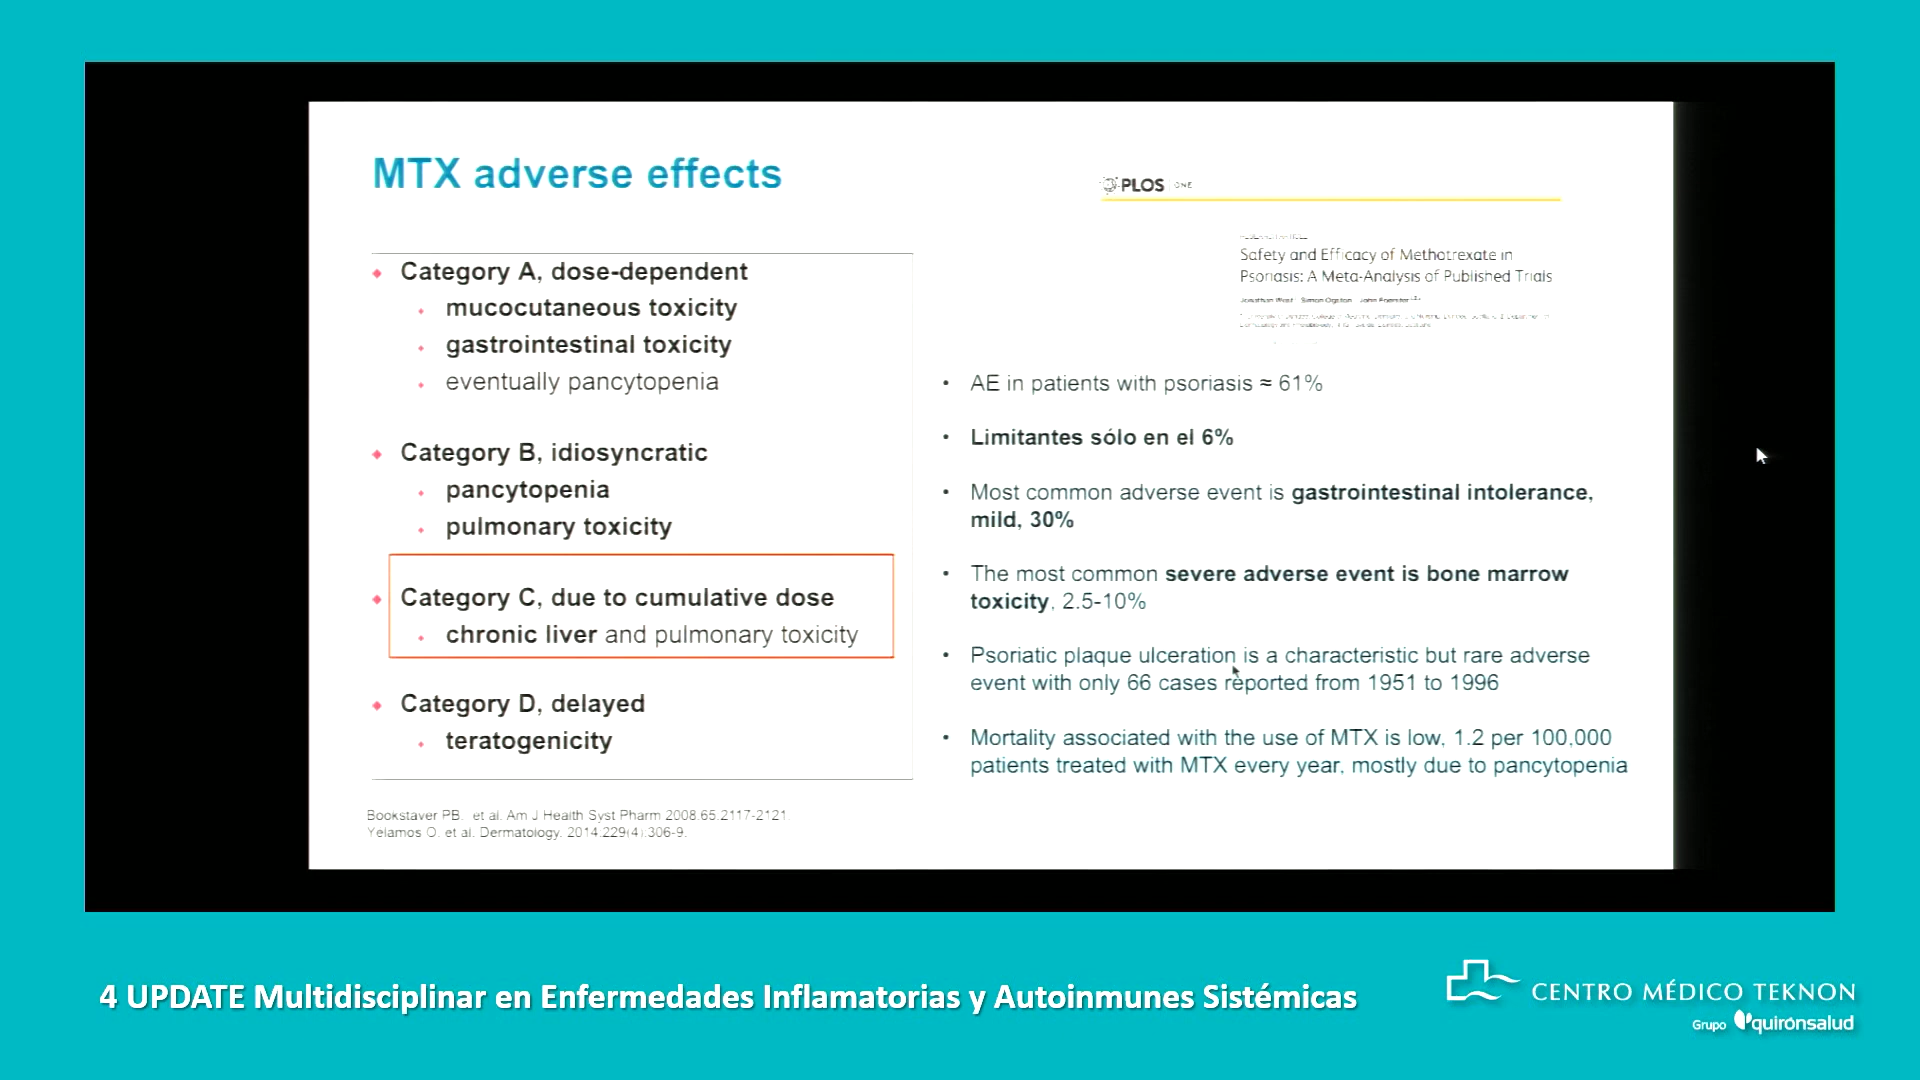 MTX adverse effects
PLOS ONE
Safety and Efficacy of Methotrexate in
Psoriasis: A Meta-Analysis of Published Trials
Category A, dose-dependent
mucocutaneous toxicity
gastrointestinal toxicity
eventually pancytopenia
Category B, idiosyncratic
pancytopenia
pulmonary toxicity
Category C, due to cumulative dose
chronic liver and pulmonary toxicity
Category D, delayed
teratogenicity
• AE in patients with psoriasis ≈ 61%
• Limitantes sólo en el 6%
• Most common adverse event is gastrointestinal intolerance,
mild, 30%
• The most common severe adverse event is bone marrow
toxicity, 2.5-10%
• Psoriatic plaque ulceration is a characteristic but rare adverse
event with only 66 cases reported from 1951 to 1996
• Mortality associated with the use of MTX is low, 1.2 per 100,000
patients treated with MTX every year, mostly due to pancytopenia
Bookstaver PB, et al. Am J Health Syst Pharm 2008;65:2117-2121
Yelamos O, et al. Dermatology. 2014;229(4):306-9.
4 UPDATE Multidisciplinar en Enfermedades Inflamatorias y Autoinmunes Sistémicas
CENTRO MÉDICO TEKNON
Grupo quirónsalud